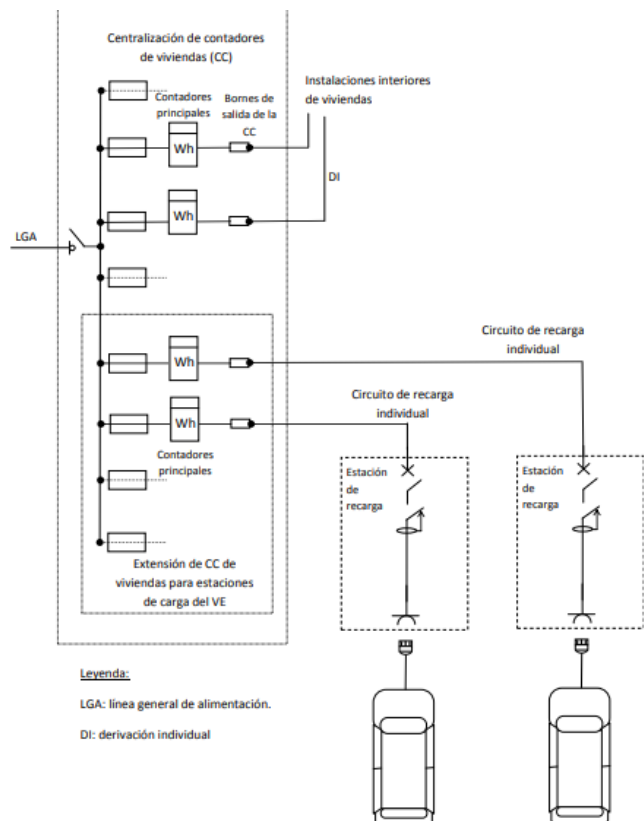 Centralización de contadores
de viviendas (CC)
Contadores
principales
Bornes de
salida de la
CC
Instalaciones interiores
de viviendas
Wh
DI
Wh
LGA
Circuito de recarga
individual
Wh
Circuito de recarga
individual
Wh
Contadores
principales
Estación
de
recarga
Estación
de
recarga
Extensión de CC de
viviendas para estaciones
de carga del VE
Leyenda:
LGA: línea general de alimentación.
DI: derivación individual